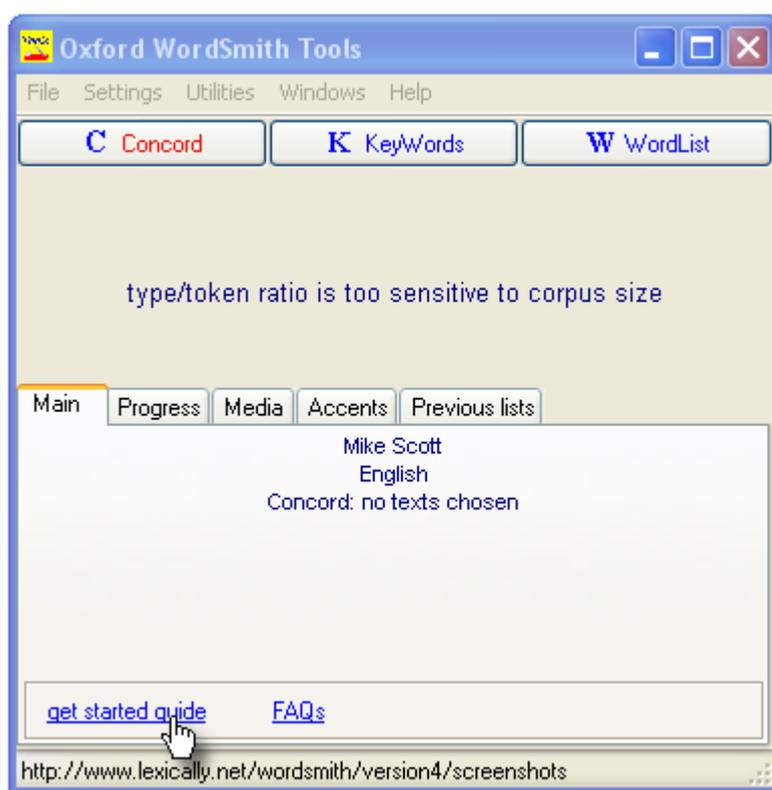 Oxford WordSmith Tools
File Settings Utilities Windows Help
C Concord K KeyWords W WordList
type/token ratio is too sensitive to corpus size
Main Progress Media Accents Previous lists
Mike Scott
English
Concord: no texts chosen
get started guide FAQs
http://www.lexically.net/wordsmith/version4/screenshots